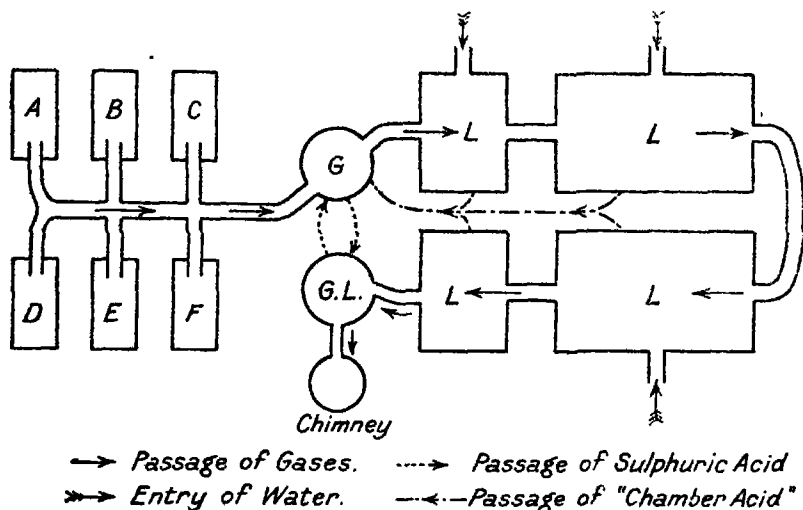 A B C
G
L L
D E F
G.L.
L L
Chimney
Passage of Gases. Passage of Sulphuric Acid
Entry of Water. Passage of "Chamber Acid"